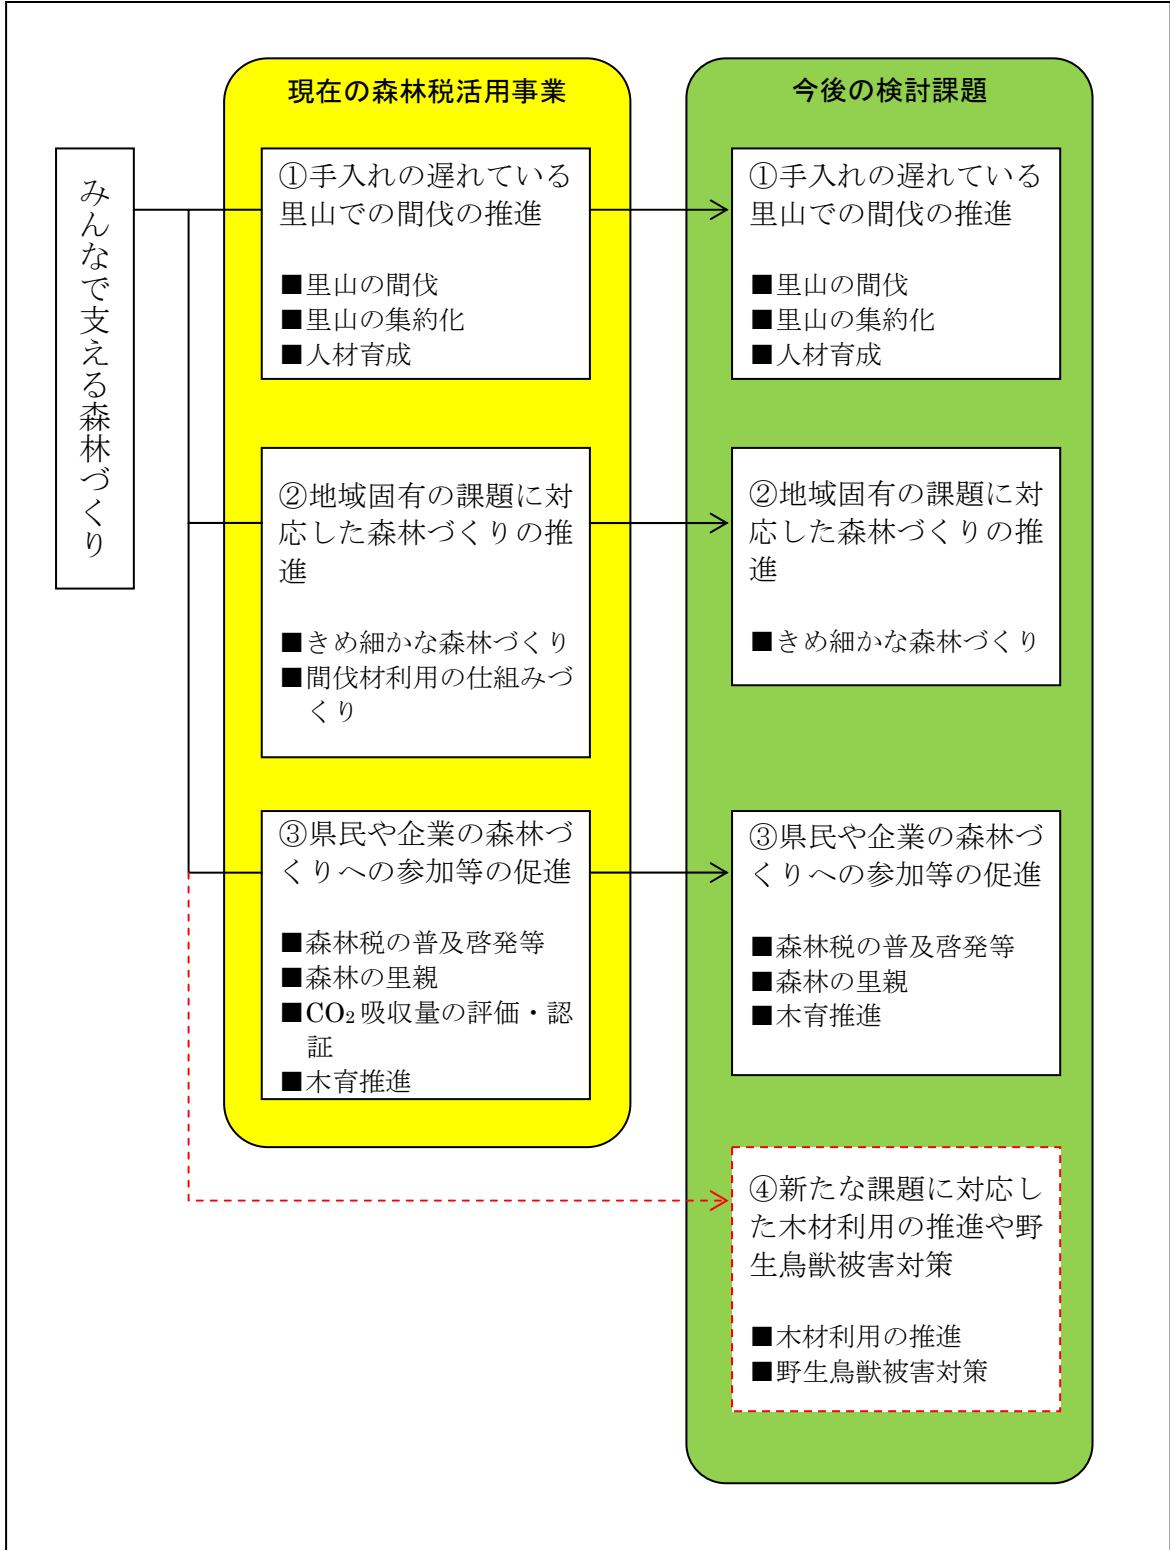 みんなで支える森林づくり
現在の森林税活用事業
①手入れの遅れている
里山での間伐の推進
■里山の間伐
■里山の集約化
■人材育成
②地域固有の課題に対
応した森林づくりの推
進
■きめ細かな森林づくり
■間伐材利用の仕組みづ
くり
③県民や企業の森林づ
くりへの参加等の促進
■森林税の普及啓発等
■森林の里親
■CO₂吸収量の評価・認
証
■木育推進
今後の検討課題
①手入れの遅れている
里山での間伐の推進
■里山の間伐
■里山の集約化
■人材育成
②地域固有の課題に対
応した森林づくりの推
進
■きめ細かな森林づくり
③県民や企業の森林づ
くりへの参加等の促進
■森林税の普及啓発等
■森林の里親
■木育推進
④新たな課題に対応し
た木材利用の推進や野
生鳥獣被害対策
■木材利用の推進
■野生鳥獣被害対策